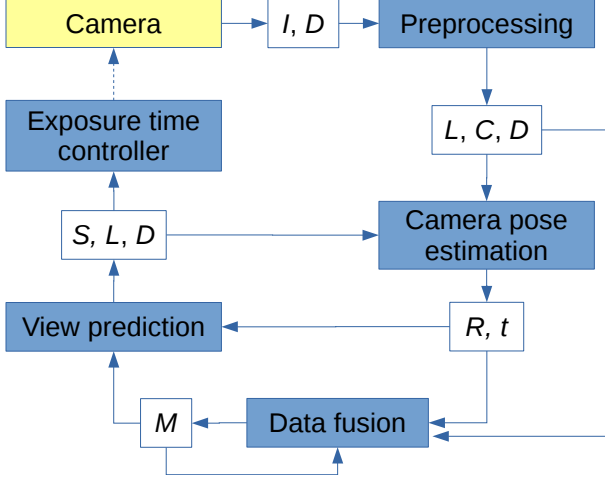 Camera
I, D
Preprocessing
Exposure time
controller
L, C, D
S, L, D
Camera pose
estimation
View prediction
R, t
M
Data fusion